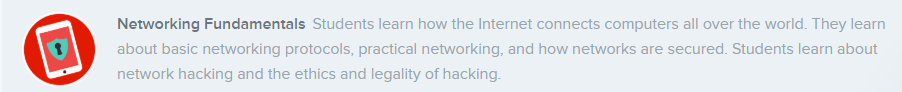 Networking Fundamentals Students learn how the Internet connects computers all over the world. They learn
about basic networking protocols, practical networking, and how networks are secured. Students learn about
network hacking and the ethics and legality of hacking.